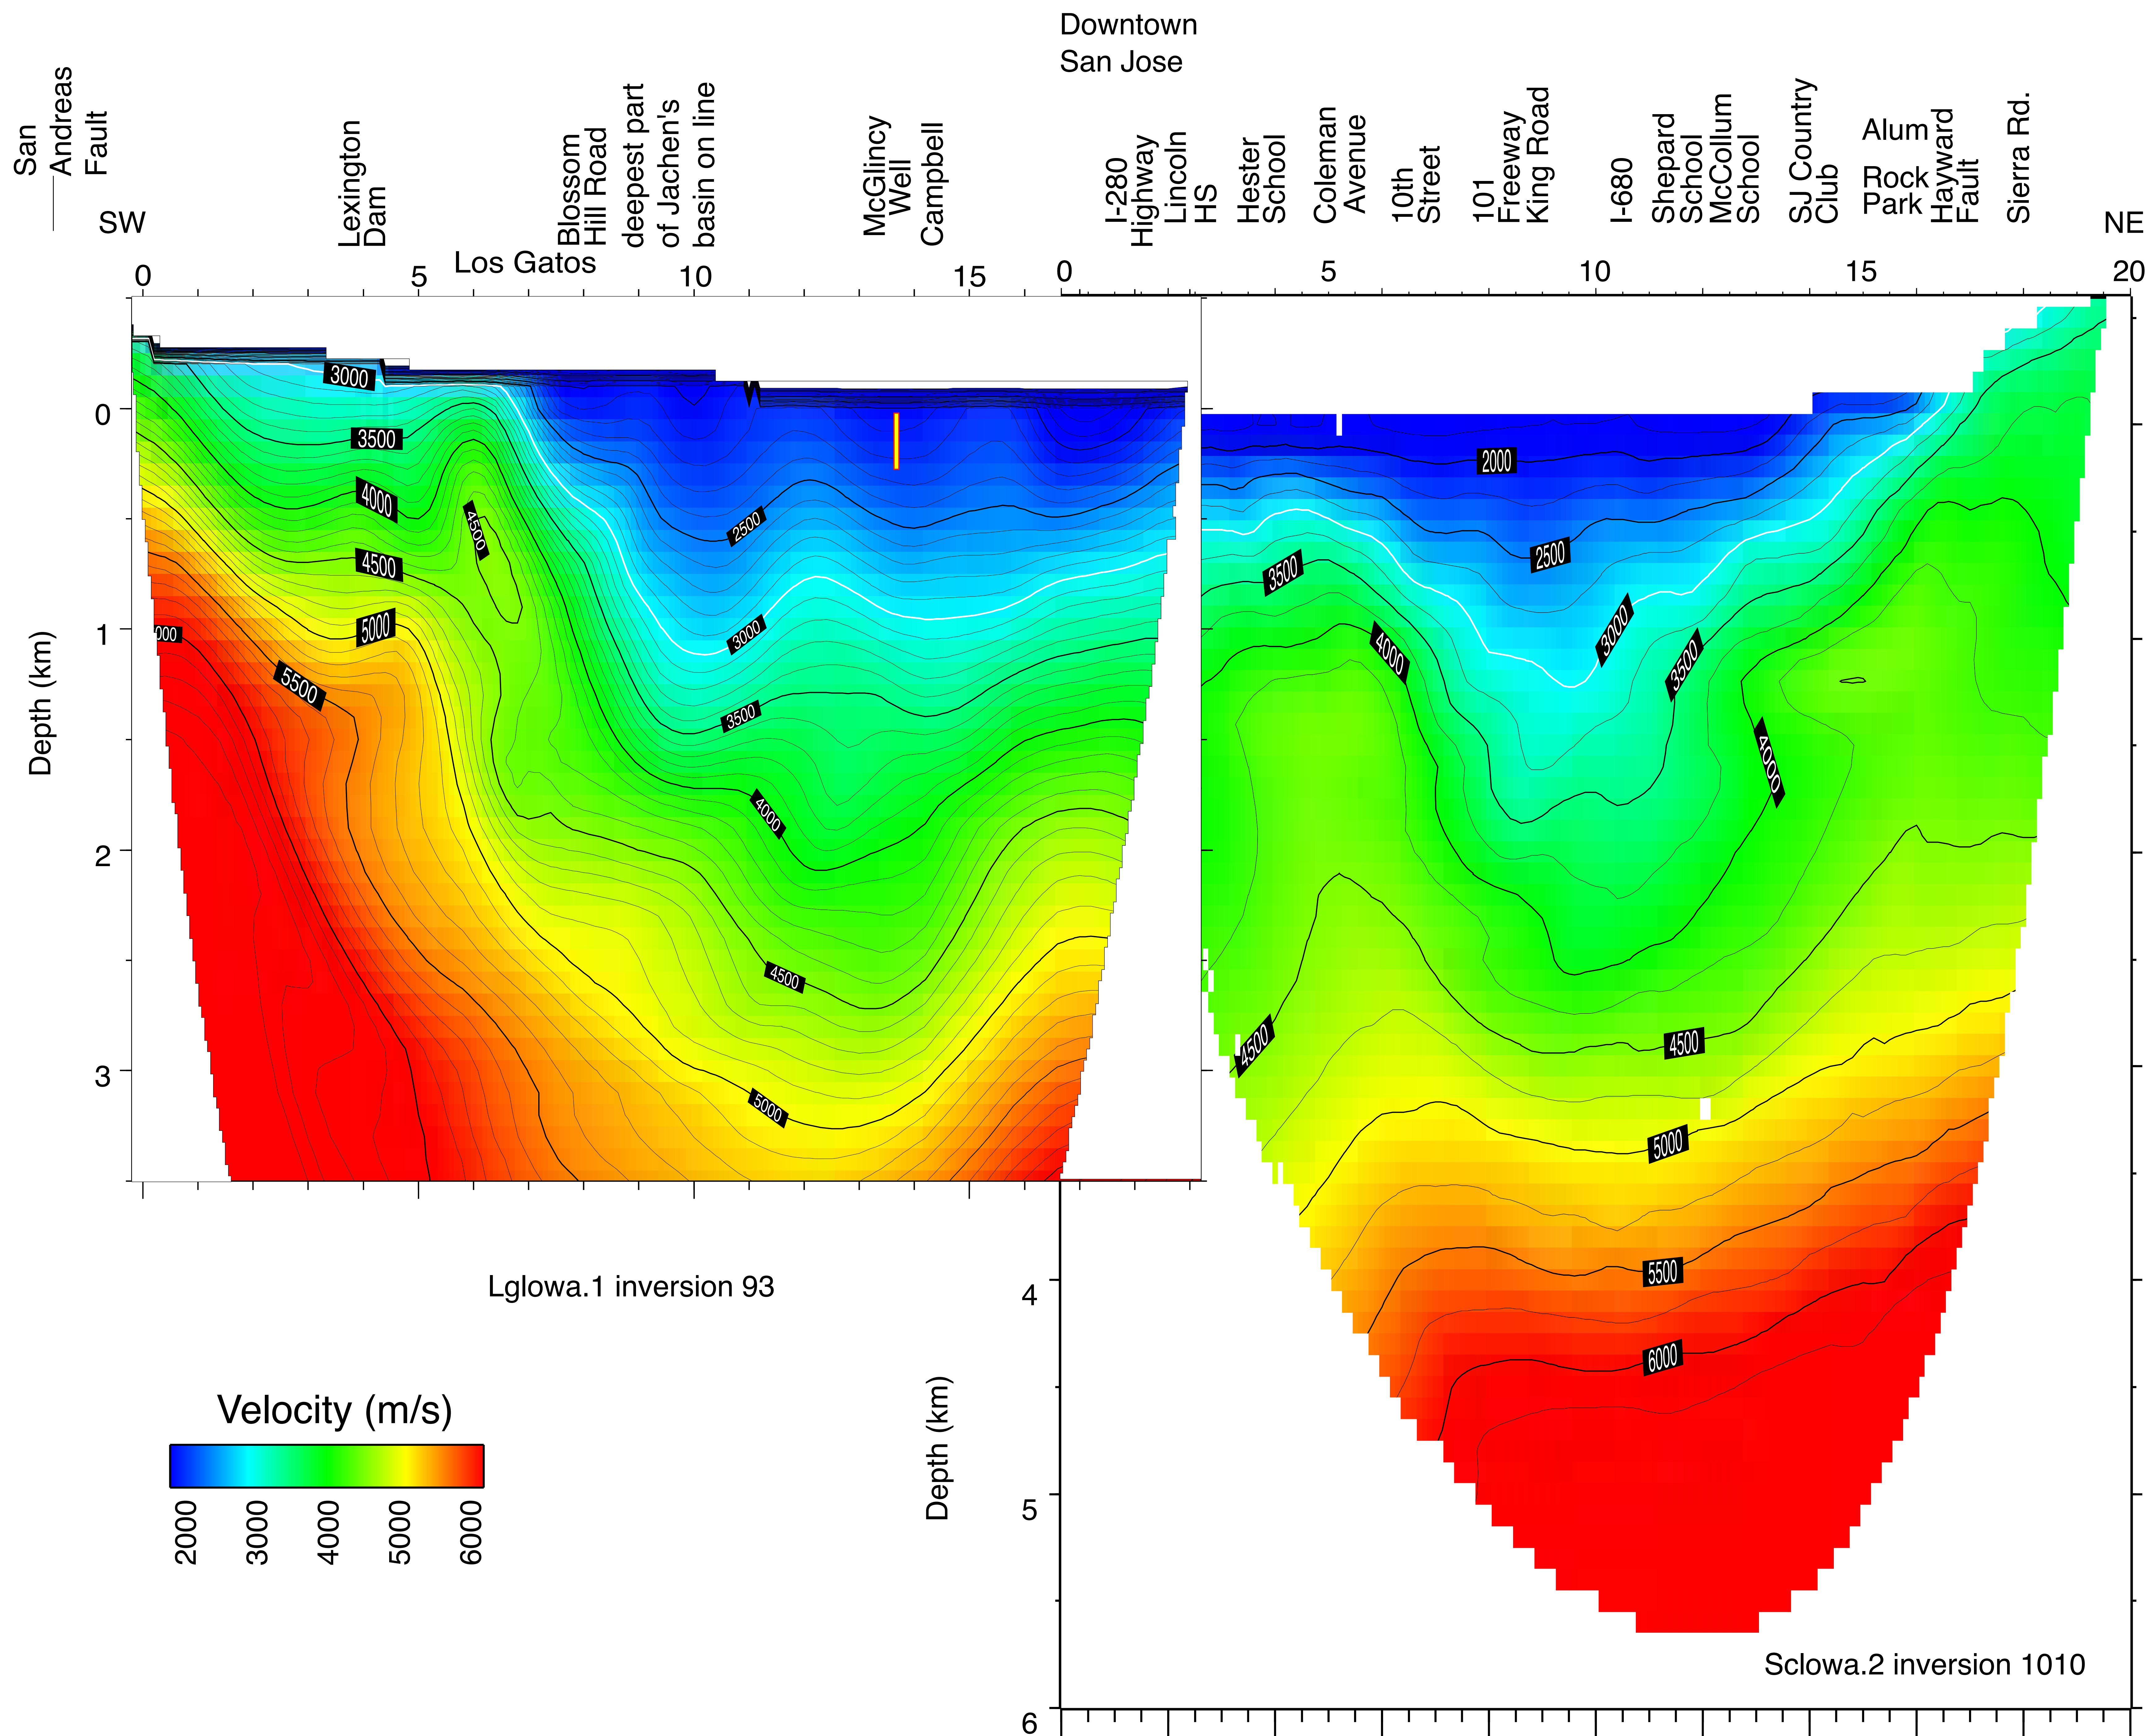 Downtown
San Jose
San
Andreas
Fault
SW
Lexington
Dam
Los Gatos
Blossom
Hill Road
deepest part
of Jachen's
basin on line
McGlincy
Well
Campbell
I-280
Highway
Lincoln
HS
Hester
School
Coleman
Avenue
10th
Street
101
Freeway
King Road
I-680
Shepard
School
McCollum
School
SJ Country
Club
Alum
Rock
Park
Hayward
Fault
Sierra Rd.
NE
0 5 10 15
0 5 10 15 20
Depth (km)
0
1
2
3
3000
3500
4000
4500
4500
5000
5500
000
2500
3000
3500
4000
4500
5000
2000
2500
3000
3500
3500
4000
4000
4500
4500
5000
5500
6000
Lglowa.1 inversion 93
Velocity (m/s)
2000
3000
4000
5000
6000
Depth (km)
4
5
6
Sclowa.2 inversion 1010